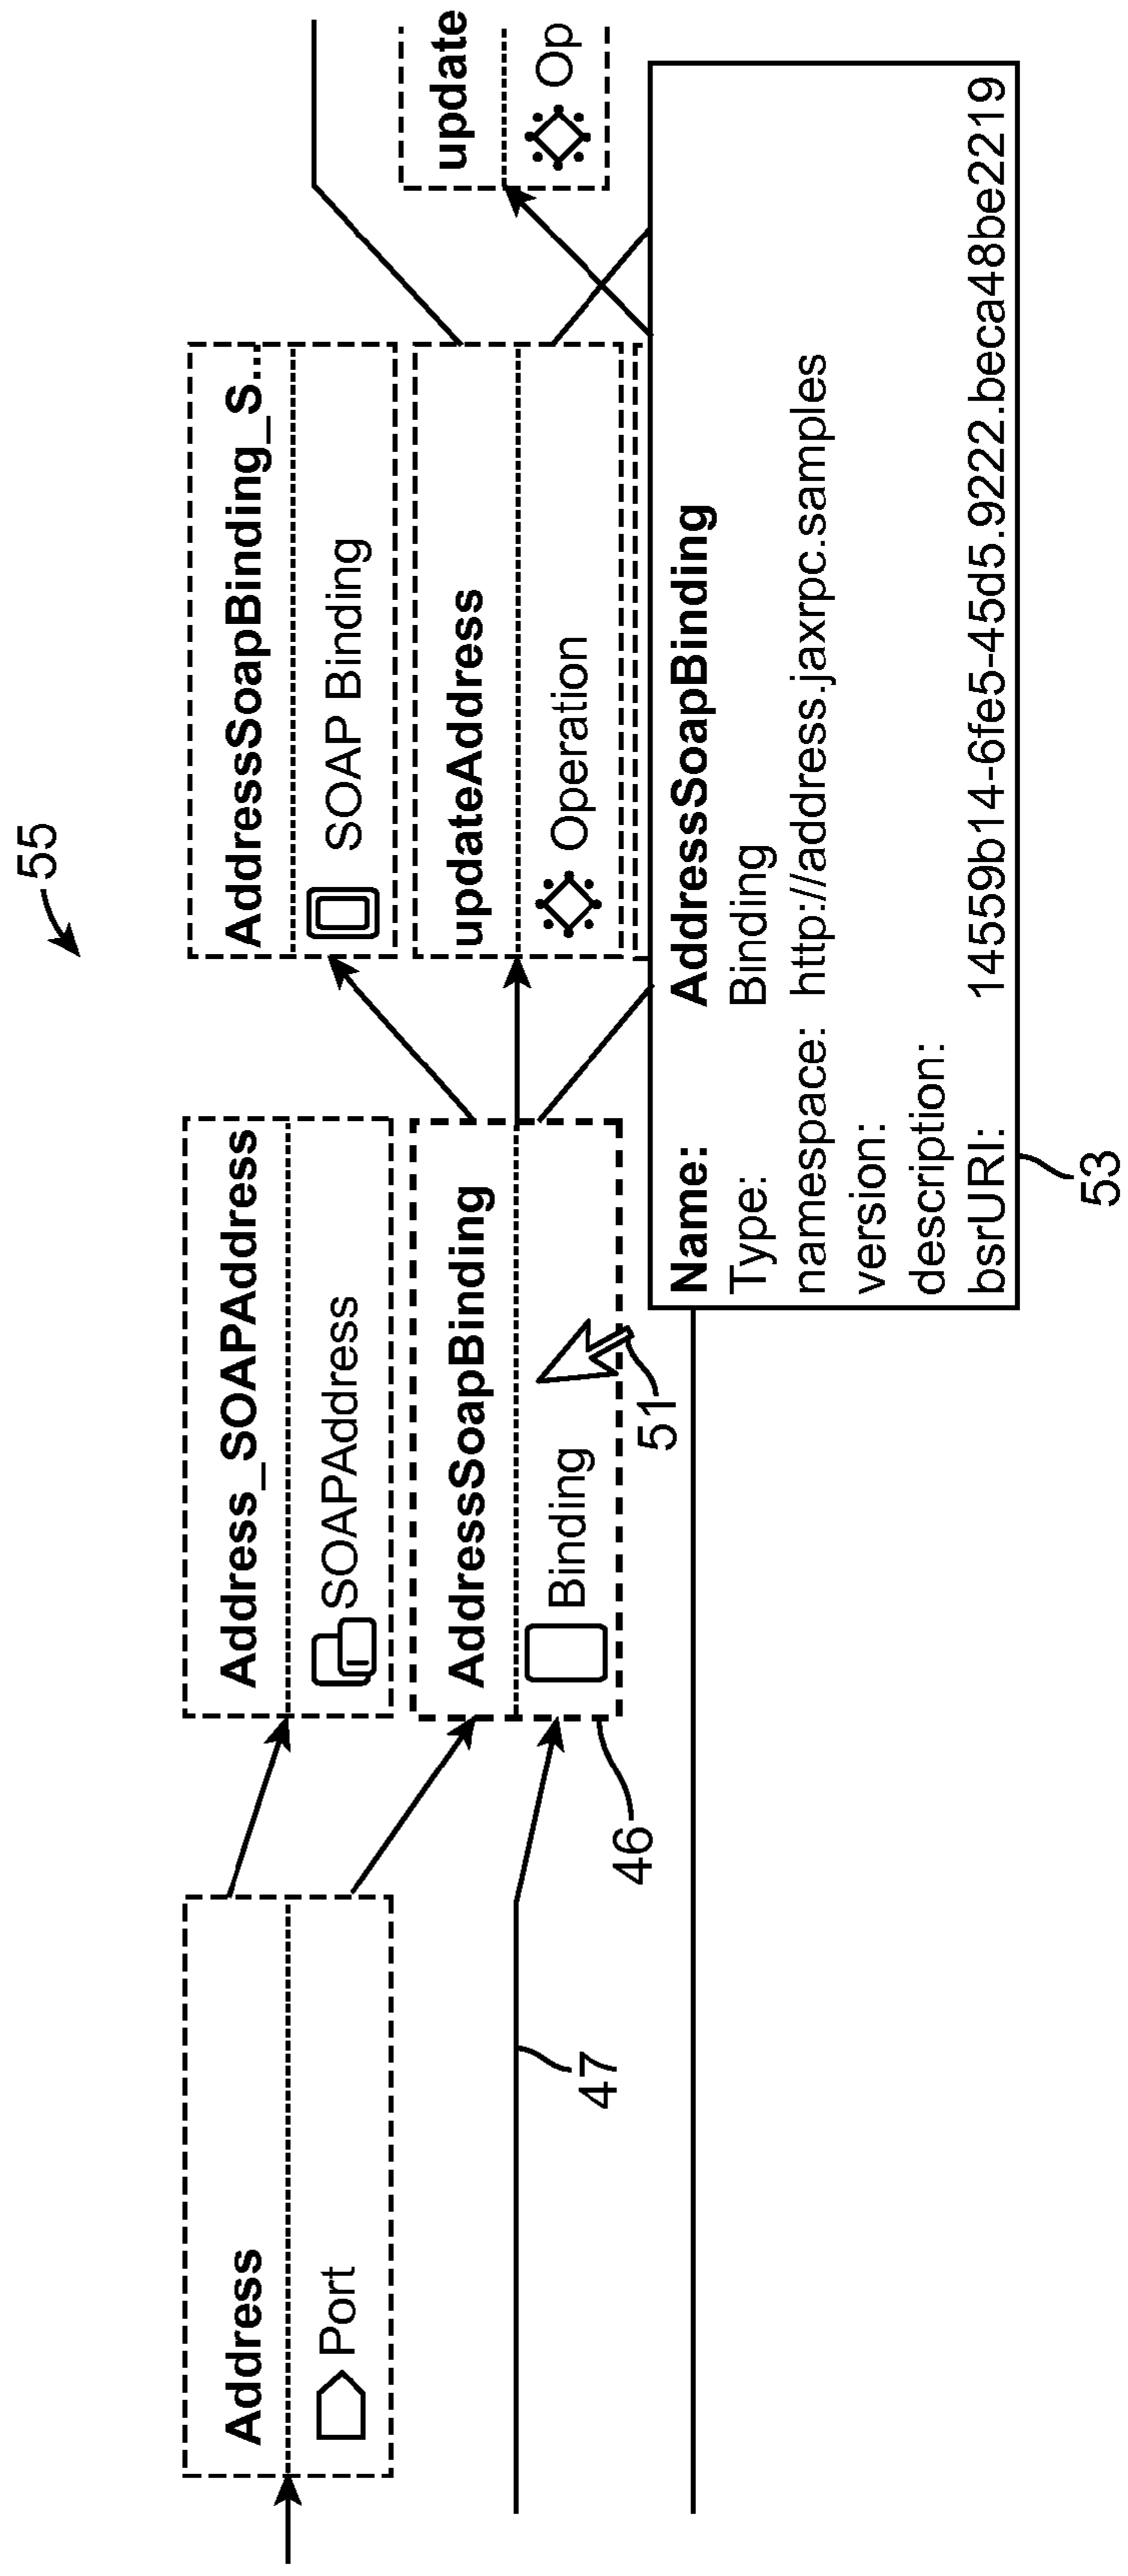 55
Address
Port
Address_SOAPAddress
SOAPAddress
AddressSoapBinding_S...
SOAP Binding
AddressSoapBinding
Binding
updateAddress
Operation
update
Op
47
46
51
Name: AddressSoapBinding
Type: Binding
namespace: http://address.jaxrpc.samples
version:
description:
bsrURI: 14559b14-6fe5-45d5.9222.beca48be2219
53